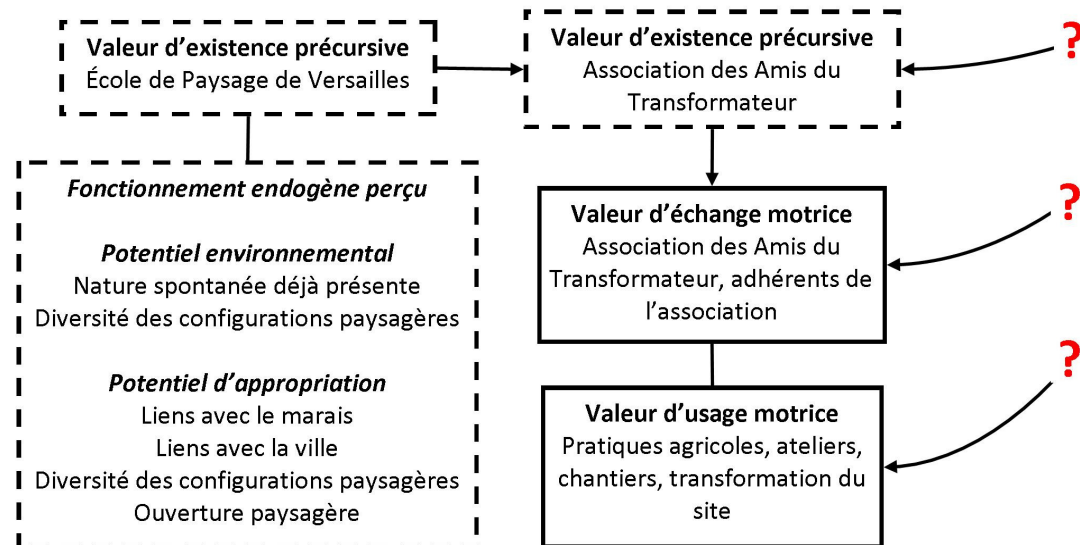 Valeur d’existence précursive
École de Paysage de Versailles
Valeur d’existence précursive
Association des Amis du
Transformateur
?
Fonctionnement endogène perçu
Potentiel environnemental
Nature spontanée déjà présente
Diversité des configurations paysagères
Potentiel d’appropriation
Liens avec le marais
Liens avec la ville
Diversité des configurations paysagères
Ouverture paysagère
Valeur d’échange motrice
Association des Amis du
Transformateur, adhérents de
l’association
?
Valeur d’usage motrice
Pratiques agricoles, ateliers,
chantiers, transformation du
site
?